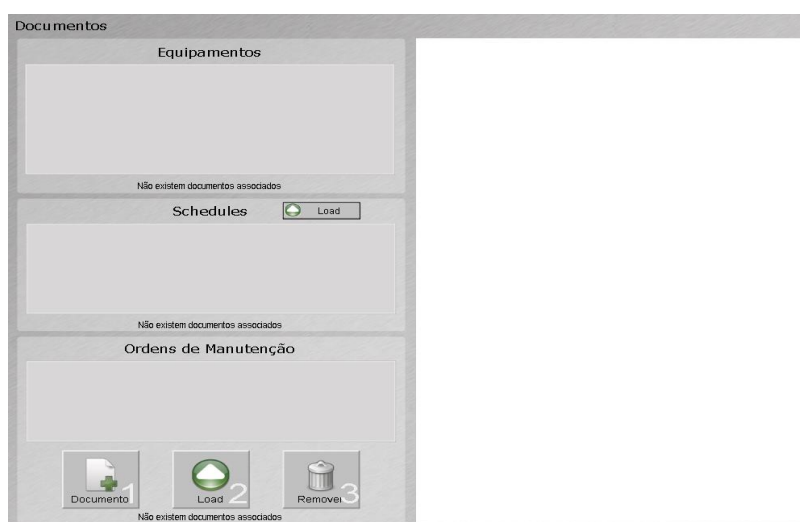 Documentos
Equipamentos
Não existem documentos associados
Schedules
Load
Não existem documentos associados
Ordens de Manutenção
Documento 1
Load 2
Remover 3
Não existem documentos associados